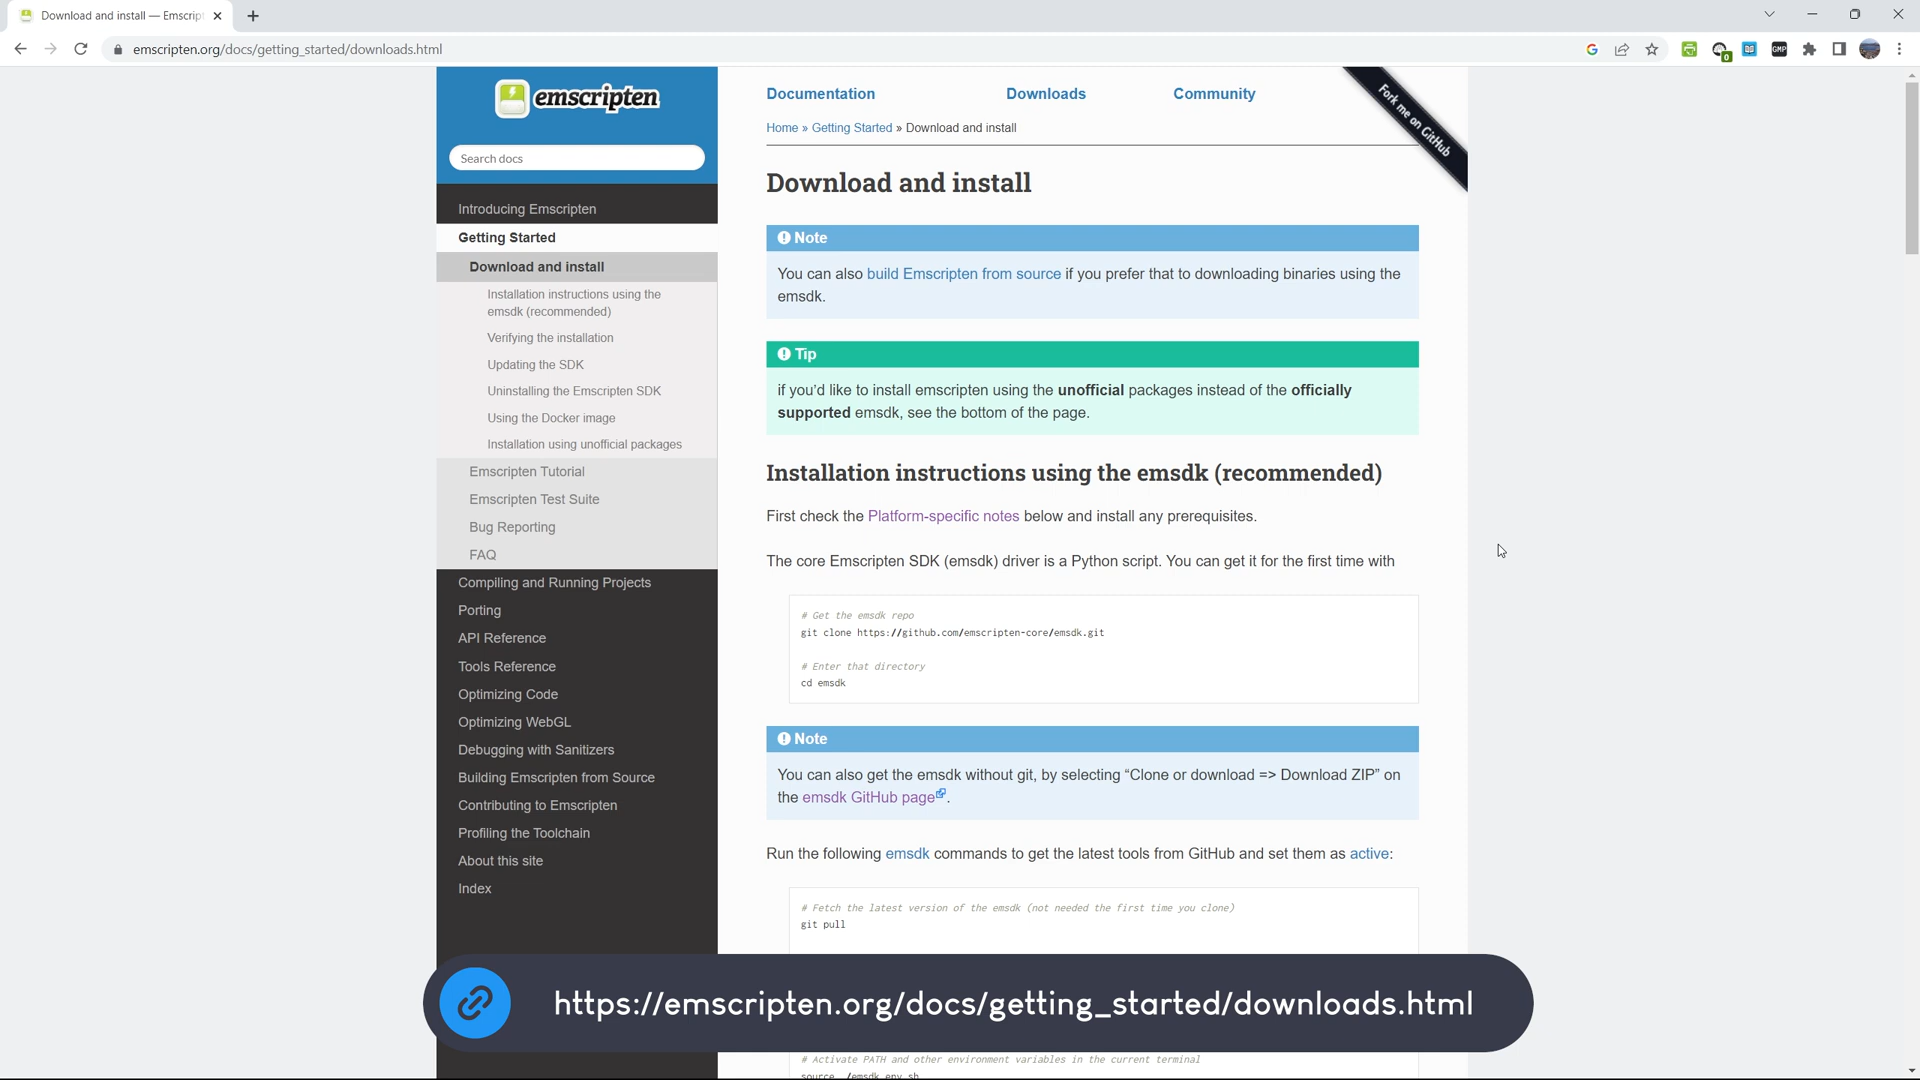 Download and install — Emscript
emscripten.org/docs/getting_started/downloads.html
0
GMP
emscripten
Search docs
Introducing Emscripten
Getting Started
Download and install
Installation instructions using the
emsdk (recommended)
Verifying the installation
Updating the SDK
Uninstalling the Emscripten SDK
Using the Docker image
Installation using unofficial packages
Emscripten Tutorial
Emscripten Test Suite
Bug Reporting
FAQ
Compiling and Running Projects
Porting
API Reference
Tools Reference
Optimizing Code
Optimizing WebGL
Debugging with Sanitizers
Building Emscripten from Source
Contributing to Emscripten
Profiling the Toolchain
About this site
Index
Documentation Downloads Community
Fork me on GitHub
Home » Getting Started » Download and install
Download and install
Note
You can also build Emscripten from source if you prefer that to downloading binaries using the
emsdk.
Tip
if you’d like to install emscripten using the unofficial packages instead of the officially
supported emsdk, see the bottom of the page.
Installation instructions using the emsdk (recommended)
First check the Platform-specific notes below and install any prerequisites.
The core Emscripten SDK (emsdk) driver is a Python script. You can get it for the first time with
# Get the emsdk repo
git clone https://github.com/emscripten-core/emsdk.git
# Enter that directory
cd emsdk
Note
You can also get the emsdk without git, by selecting “Clone or download => Download ZIP” on
the emsdk GitHub page.
Run the following emsdk commands to get the latest tools from GitHub and set them as active:
# Fetch the latest version of the emsdk (not needed the first time you clone)
git pull
https://emscripten.org/docs/getting_started/downloads.html
# Activate PATH and other environment variables in the current terminal
source ./emsdk_env.sh